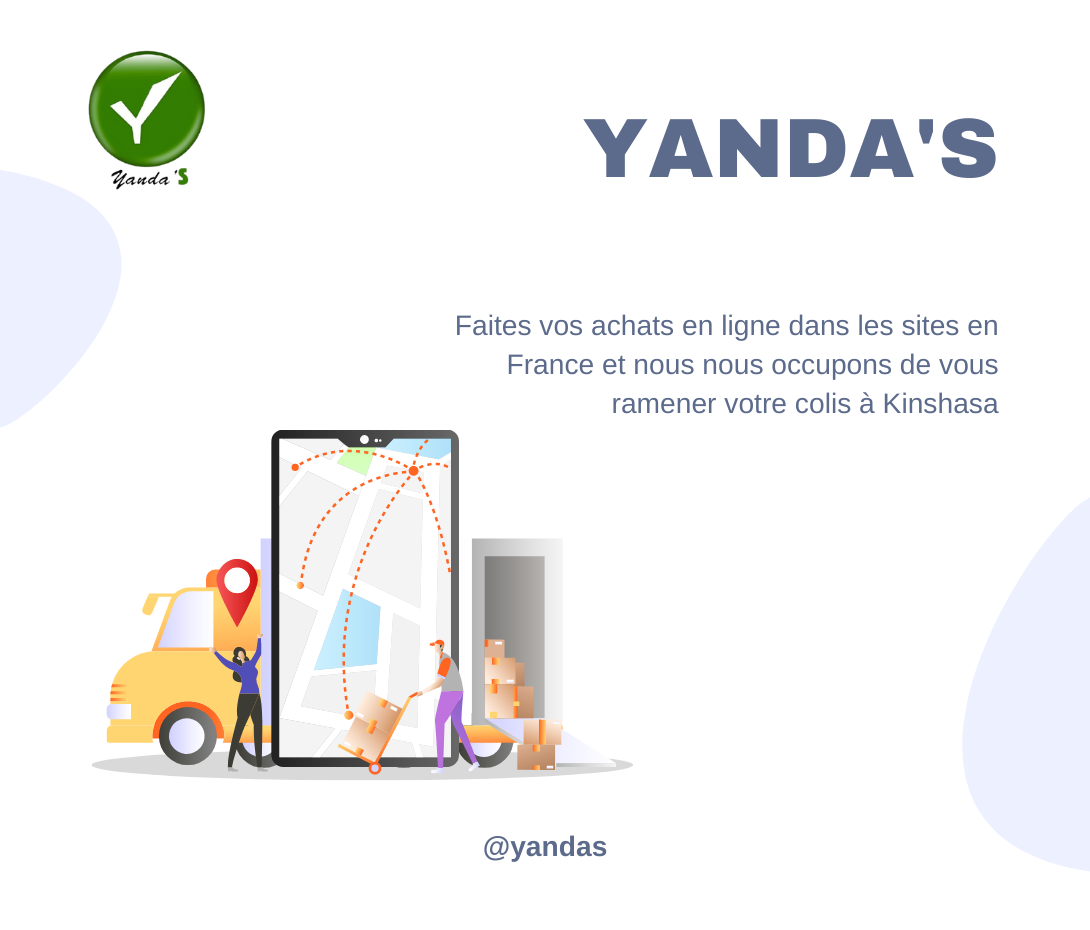 Yanda'S
YANDA'S
Faites vos achats en ligne dans les sites en
France et nous nous occupons de vous
ramener votre colis à Kinshasa
@yandas